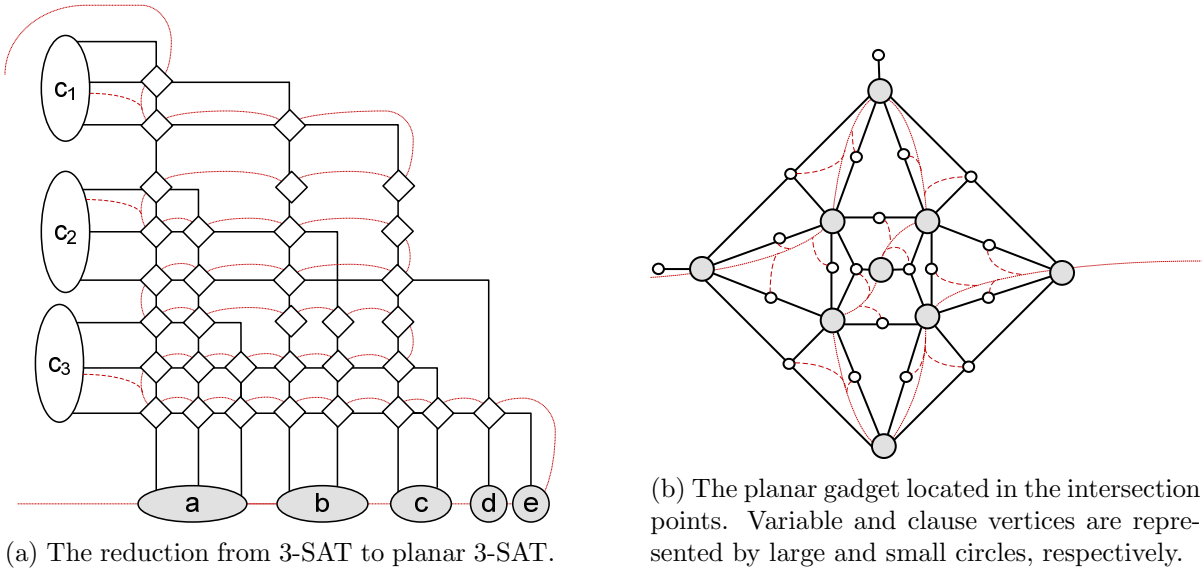 c1
c2
c3
a b c d e
(a) The reduction from 3-SAT to planar 3-SAT.
(b) The planar gadget located in the intersection
points. Variable and clause vertices are repre-
sented by large and small circles, respectively.